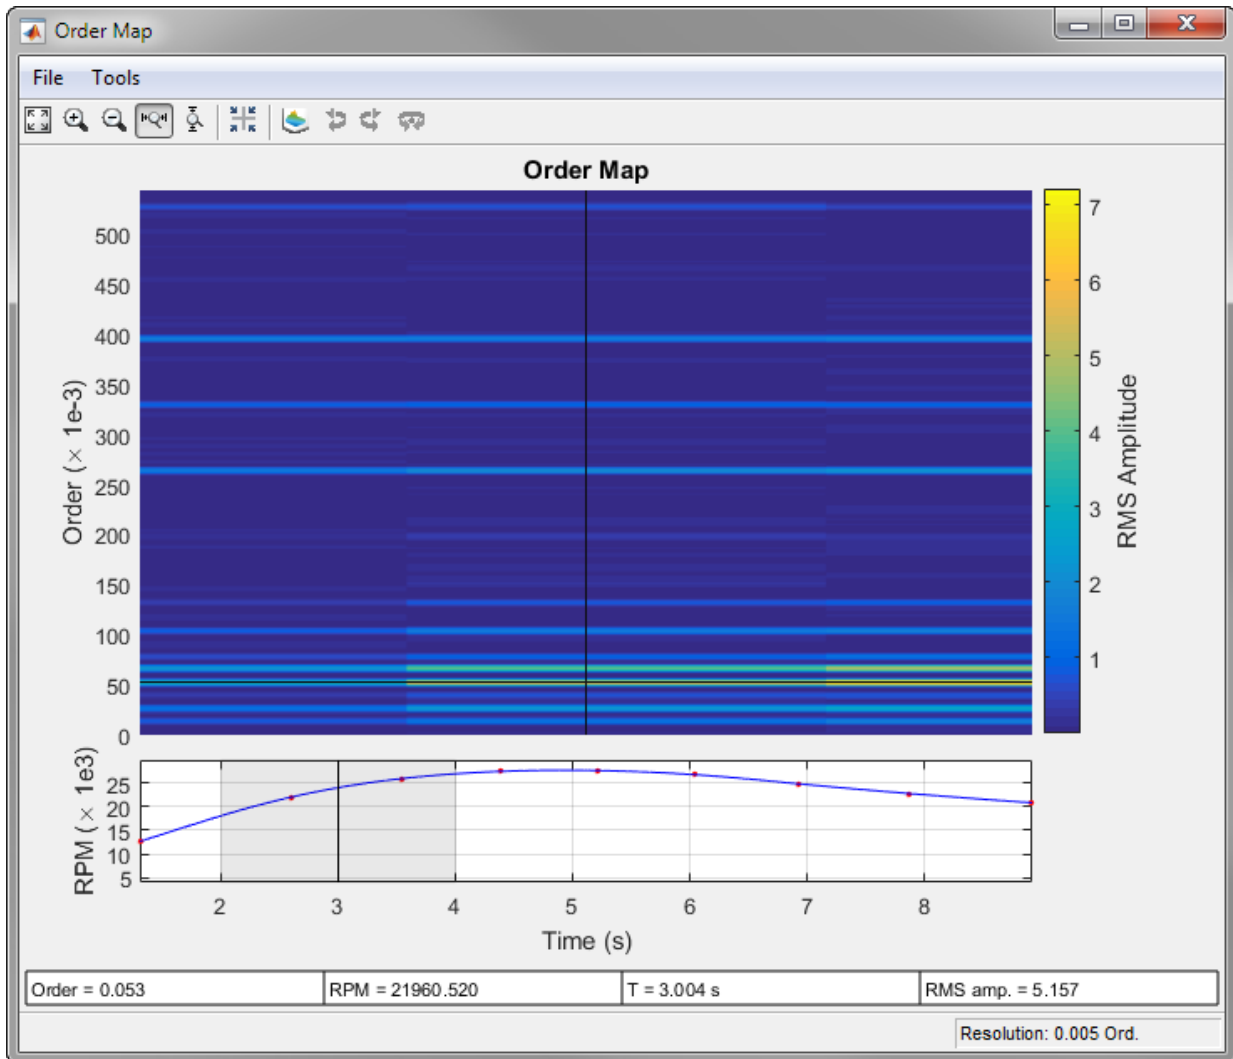 Order Map
File Tools
Order Map
500
450
400
350
300
250
200
150
100
50
0
Order (× 1e-3)
7
6
5
4
3
2
1
RMS Amplitude
25
20
15
10
5
RPM (× 1e3)
2 3 4 5 6 7 8
Time (s)
Order = 0.053 RPM = 21960.520 T = 3.004 s RMS amp. = 5.157
Resolution: 0.005 Ord.